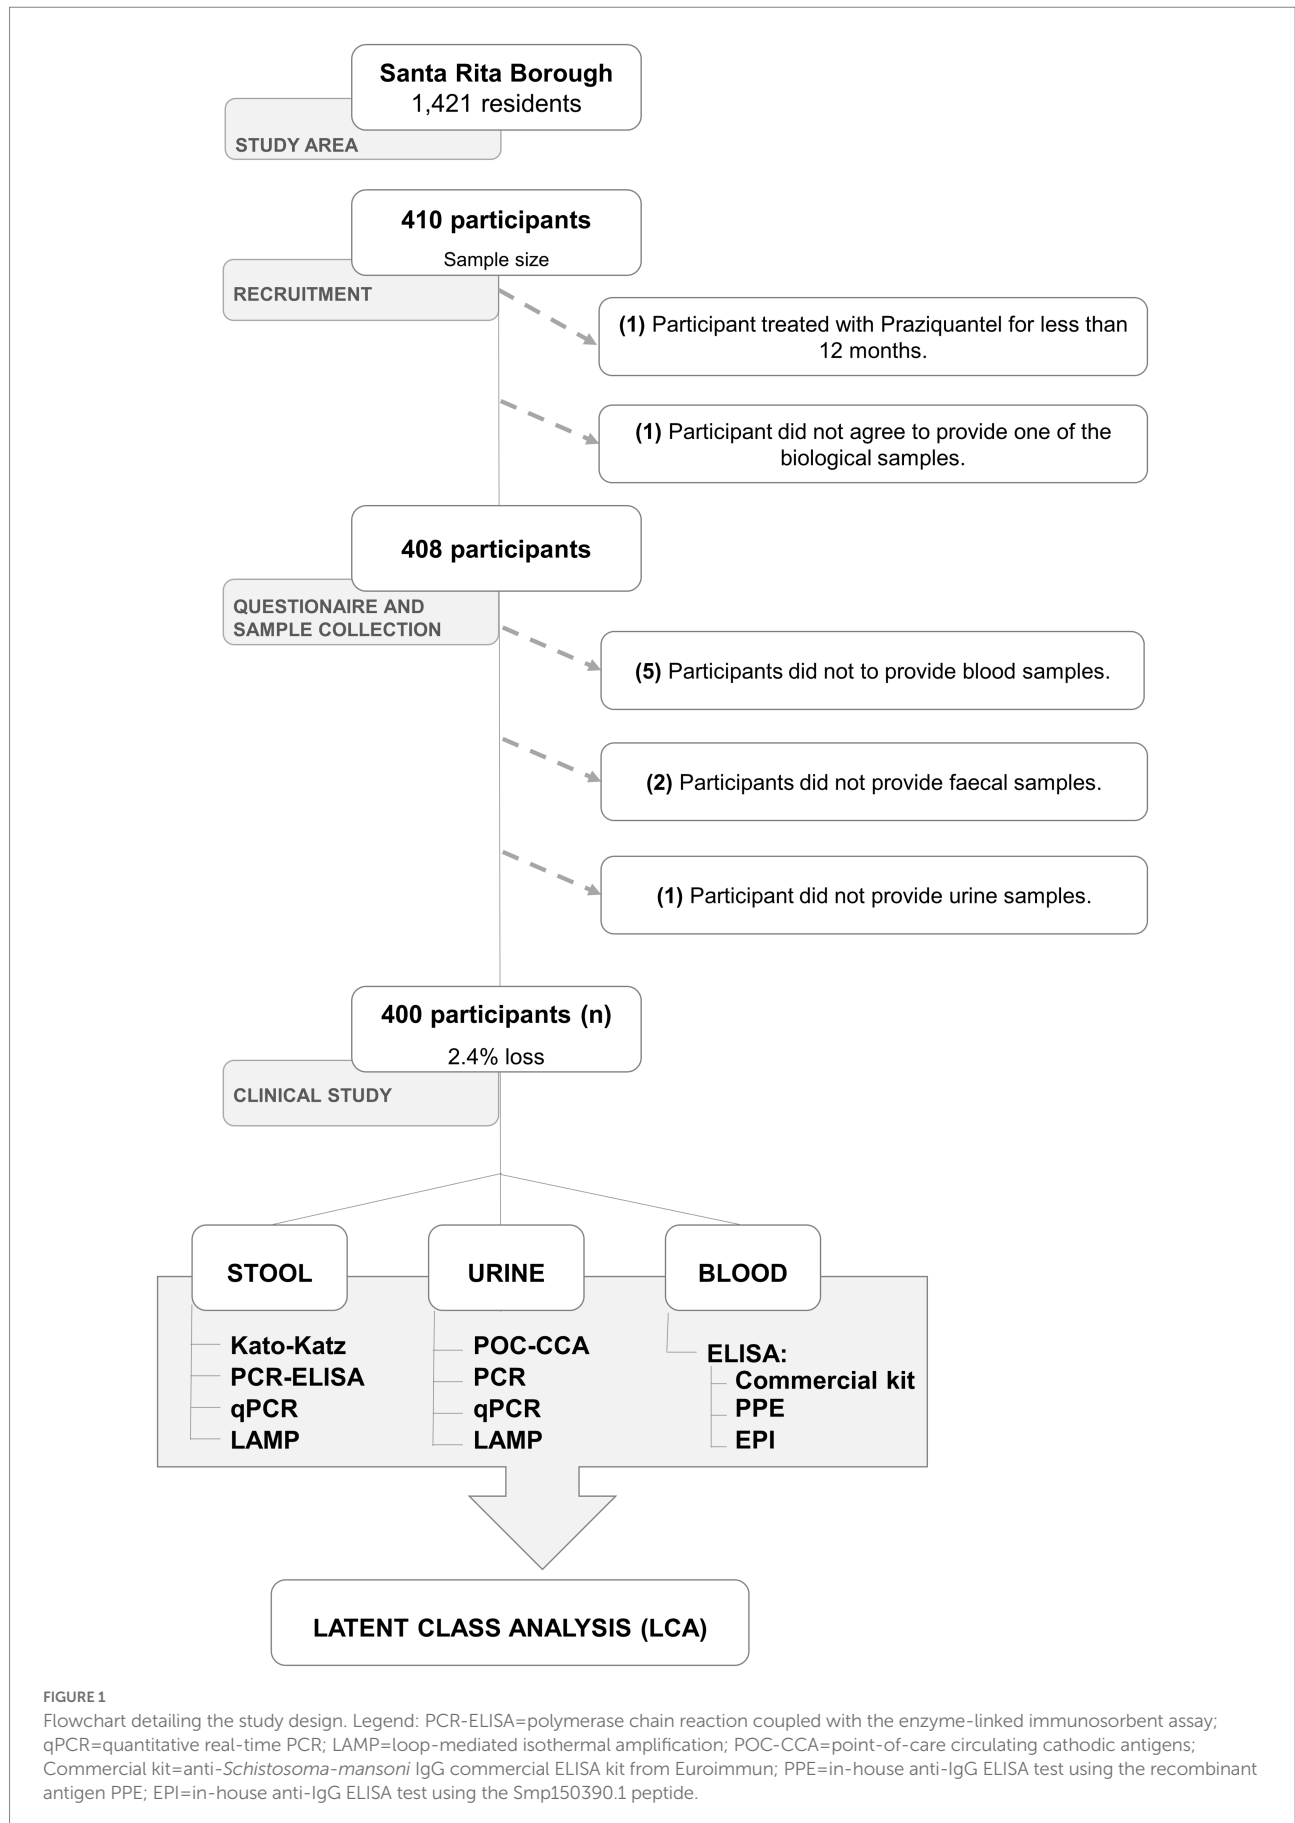 Santa Rita Borough
1,421 residents
STUDY AREA
410 participants
Sample size
RECRUITMENT
(1) Participant treated with Praziquantel for less than
12 months.
(1) Participant did not agree to provide one of the
biological samples.
408 participants
QUESTIONAIRE AND
SAMPLE COLLECTION
(5) Participants did not to provide blood samples.
(2) Participants did not provide faecal samples.
(1) Participant did not provide urine samples.
400 participants (n)
2.4% loss
CLINICAL STUDY
STOOL
Kato-Katz
PCR-ELISA
qPCR
LAMP
URINE
POC-CCA
PCR
qPCR
LAMP
BLOOD
ELISA:
Commercial kit
PPE
EPI
LATENT CLASS ANALYSIS (LCA)
FIGURE 1
Flowchart detailing the study design. Legend: PCR-ELISA=polymerase chain reaction coupled with the enzyme-linked immunosorbent assay;
qPCR=quantitative real-time PCR; LAMP=loop-mediated isothermal amplification; POC-CCA=point-of-care circulating cathodic antigens;
Commercial kit=anti-Schistosoma-mansoni IgG commercial ELISA kit from Euroimmun; PPE=in-house anti-IgG ELISA test using the recombinant
antigen PPE; EPI=in-house anti-IgG ELISA test using the Smp150390.1 peptide.